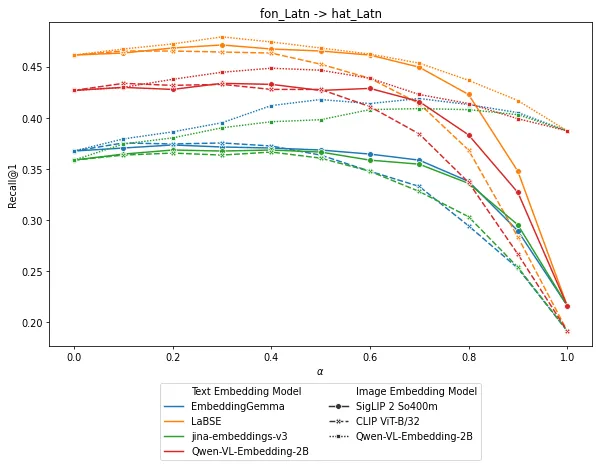 fon_Latn -> hat_Latn
Recall@1
0.45
0.40
0.35
0.30
0.25
0.20
0.0
0.2
0.4
0.6
0.8
1.0
α
Text Embedding Model
EmbeddingGemma
LaBSE
jina-embeddings-v3
Qwen-VL-Embedding-2B
Image Embedding Model
SigLIP 2 So400m
CLIP ViT-B/32
Qwen-VL-Embedding-2B